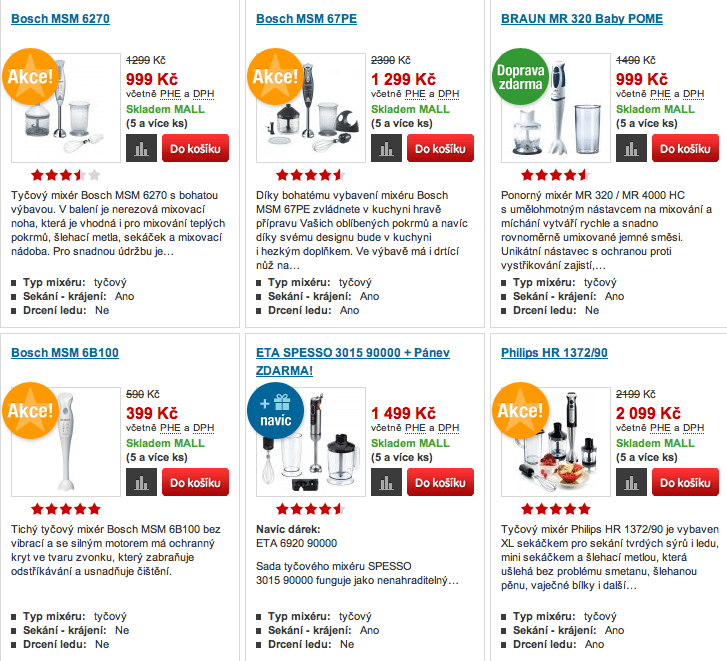 Bosch MSM 6270
Akce!
1299 Kč
999 Kč
včetně PHE a DPH
Skladem MALL
(5 a více ks)
Do košíku
Tyčový mixér Bosch MSM 6270 s bohatou
výbavou. V balení je nerezová mixovací
noha, která je vhodná i pro mixování teplých
pokrmů, šlehací metla, sekáček a mixovací
nádoba. Pro snadnou údržbu je…
Typ mixéru: tyčový
Sekání - krájení: Ano
Drcení ledu: Ne
Bosch MSM 67PE
Akce!
2390 Kč
1 299 Kč
včetně PHE a DPH
Skladem MALL
(5 a více ks)
Do košíku
Díky bohatému vybavení mixéru Bosch
MSM 67PE zvládnete v kuchyni hravě
přípravu Vašich oblíbených pokrmů a navíc
díky svému designu bude v kuchyni
i hezkým doplňkem. Ve výbavě má i drtící
nůž na…
Typ mixéru: tyčový
Sekání - krájení: Ano
Drcení ledu: Ano
BRAUN MR 320 Baby POME
Doprava
zdarma
1490 Kč
999 Kč
včetně PHE a DPH
Skladem MALL
(5 a více ks)
Do košíku
Ponorný mixér MR 320 / MR 4000 HC
s umělohmotným nástavcem na mixování a
míchání vytváří rychle a snadno
rovnoměrně umixované jemné směsi.
Unikátní nástavec s ochranou proti
vystřikování zajistí,…
Typ mixéru: tyčový
Sekání - krájení: Ano
Drcení ledu: Ne
Bosch MSM 6B100
Akce!
590 Kč
399 Kč
včetně PHE a DPH
Skladem MALL
(5 a více ks)
Do košíku
Tichý tyčový mixér Bosch MSM 6B100 bez
vibrací a se silným motorem má ochranný
kryt ve tvaru zvonku, který zabraňuje
odstříkávání a usnadňuje čištění.
Typ mixéru: tyčový
Sekání - krájení: Ne
Drcení ledu: Ne
ETA SPESSO 3015 90000 + Pánev
ZDARMA!
+
navíc
1 499 Kč
včetně PHE a DPH
Skladem MALL
(5 a více ks)
Do košíku
Navíc dárek:
ETA 6920 90000
Sada tyčového mixéru SPESSO
3015 90000 funguje jako nenahraditelný…
Typ mixéru: tyčový
Sekání - krájení: Ano
Drcení ledu: Ne
Philips HR 1372/90
Akce!
2199 Kč
2 099 Kč
včetně PHE a DPH
Skladem MALL
(5 a více ks)
Do košíku
Tyčový mixér Philips HR 1372/90 je vybaven
XL sekáčkem pro sekání tvrdých sýrů i ledu,
mini sekáčkem a šlehací metlou, která
ušlehá bez problému smetanu, šlehanou
pěnu, vaječné bílky i další…
Typ mixéru: tyčový
Sekání - krájení: Ano
Drcení ledu: Ano